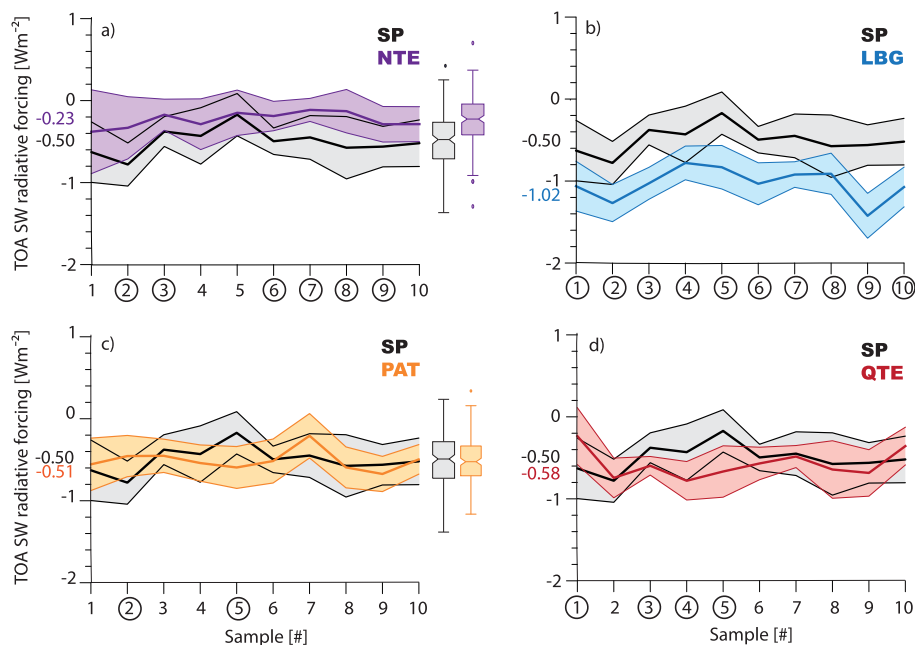 TOA SW radiative forcing [Wm⁻²]
1
0
-0.23
-0.50
-1
-2
a)
SP
NTE
1 2 3 4 5 6 7 8 9 10
1
0
-0.50
-1
-1.02
-2
b)
SP
LBG
1 2 3 4 5 6 7 8 9 10
TOA SW radiative forcing [Wm⁻²]
1
0
-0.50
-0.51
-1
-2
c)
SP
PAT
1 2 3 4 5 6 7 8 9 10
Sample [#]
1
0
-0.50
-0.58
-1
-2
d)
SP
QTE
1 2 3 4 5 6 7 8 9 10
Sample [#]